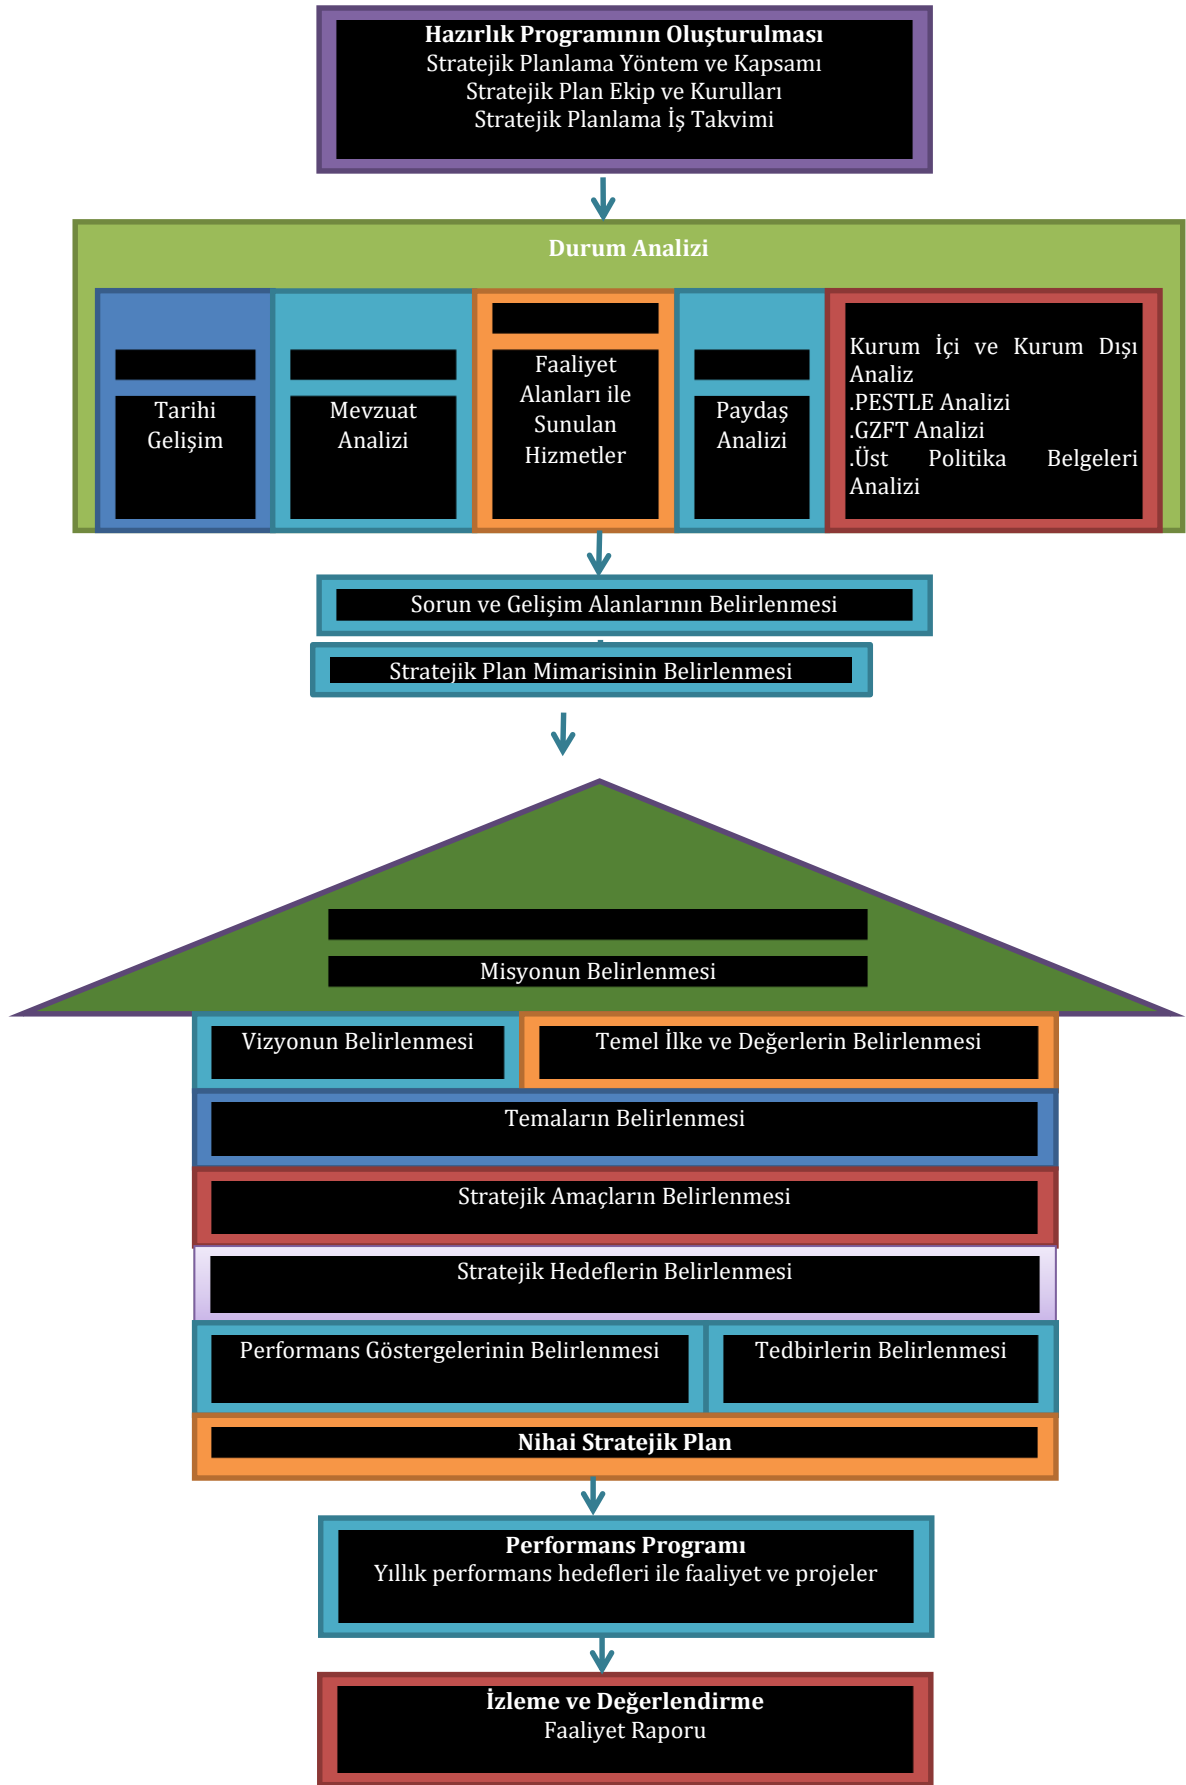 Hazırlık Programının Oluşturulması
Stratejik Planlama Yöntem ve Kapsamı
Stratejik Plan Ekip ve Kurulları
Stratejik Planlama İş Takvimi
Durum Analizi
Tarihi
Gelişim
Mevzuat
Analizi
Faaliyet
Alanları ile
Sunulan
Hizmetler
Paydaş
Analizi
Kurum İçi ve Kurum Dışı
Analiz
.PESTLE Analizi
.GZFT Analizi
.Üst Politika Belgeleri
Analizi
Sorun ve Gelişim Alanlarının Belirlenmesi
Stratejik Plan Mimarisinin Belirlenmesi
Misyonun Belirlenmesi
Vizyonun Belirlenmesi
Temel İlke ve Değerlerin Belirlenmesi
Temaların Belirlenmesi
Stratejik Amaçların Belirlenmesi
Stratejik Hedeflerin Belirlenmesi
Performans Göstergelerinin Belirlenmesi
Tedbirlerin Belirlenmesi
Nihai Stratejik Plan
Performans Programı
Yıllık performans hedefleri ile faaliyet ve projeler
İzleme ve Değerlendirme
Faaliyet Raporu